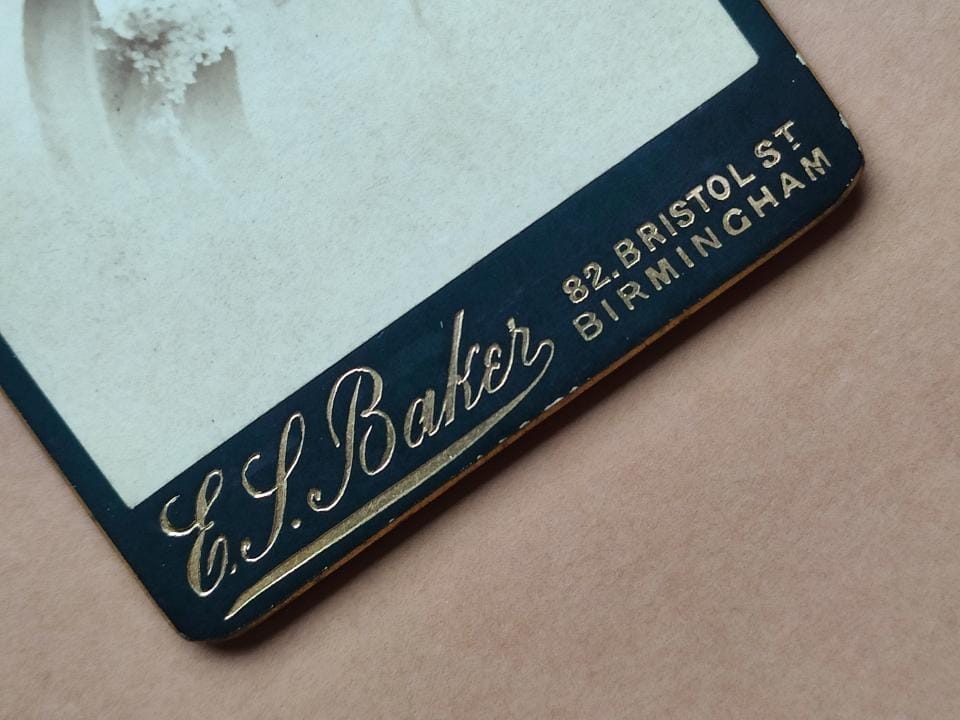 E.S. Baker
82. BRISTOL ST
BIRMINGHAM